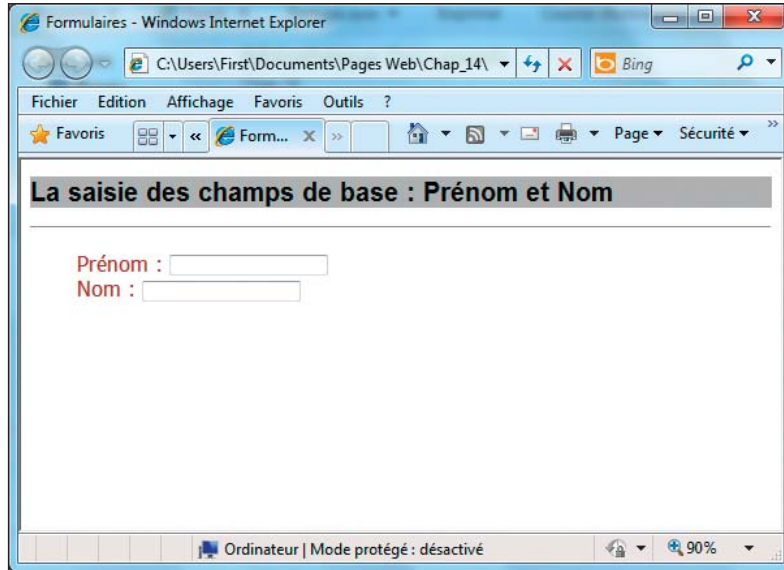 Formulaires - Windows Internet Explorer
C:\Users\First\Documents\Pages Web\Chap_14\ Bing
Fichier Edition Affichage Favoris Outils ?
Favoris « Form... X » Page Sécurité »
La saisie des champs de base : Prénom et Nom
Prénom :
Nom :
Ordinateur | Mode protégé : désactivé 90%